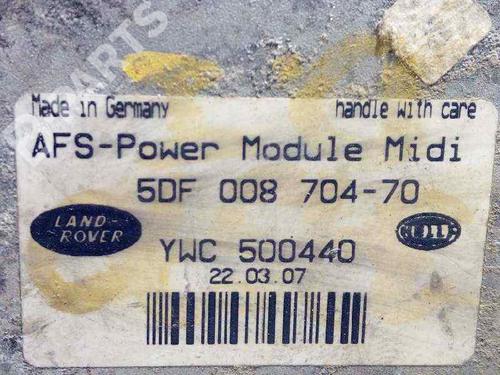 Made in Germany handle with care
AFS-Power Module Midi
5DF 008 704-70
LAND-
ROVER
HELLA
YWC 500440
22.03.07